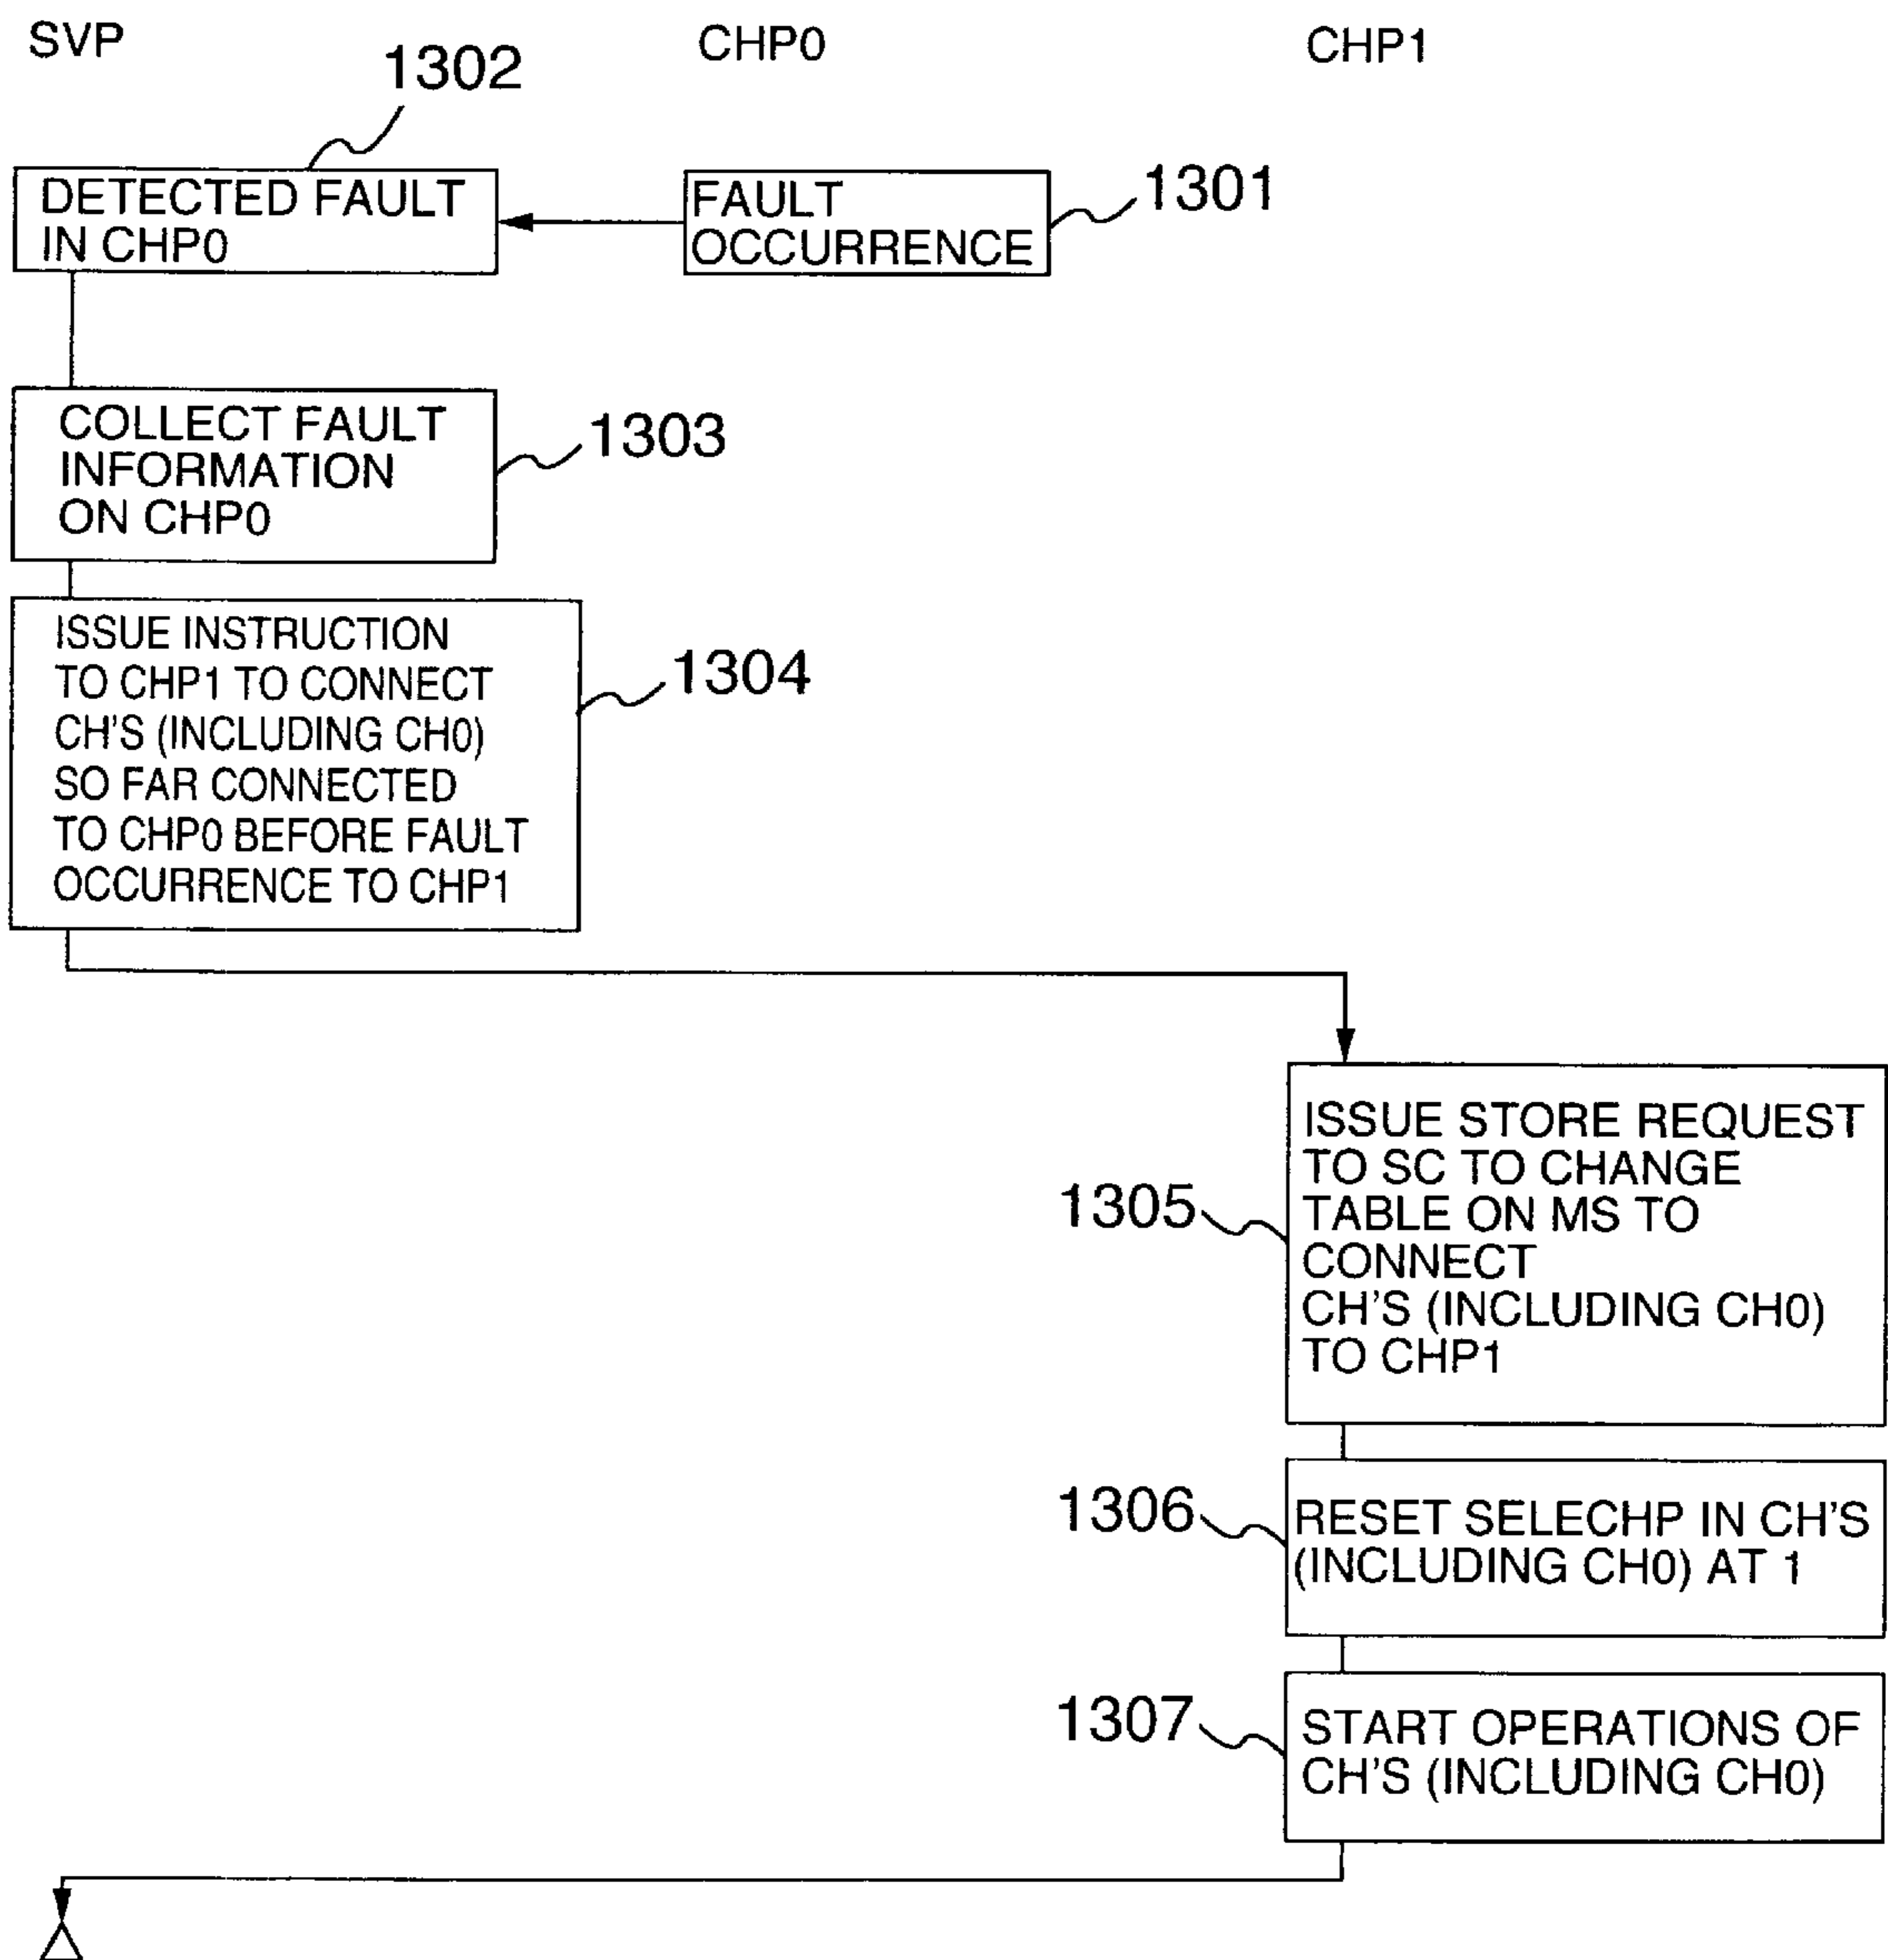 SVP
CHP0
CHP1
1302
DETECTED FAULT
IN CHP0
FAULT
OCCURRENCE
1301
COLLECT FAULT
INFORMATION
ON CHP0
1303
ISSUE INSTRUCTION
TO CHP1 TO CONNECT
CH'S (INCLUDING CH0)
SO FAR CONNECTED
TO CHP0 BEFORE FAULT
OCCURRENCE TO CHP1
1304
1305
ISSUE STORE REQUEST
TO SC TO CHANGE
TABLE ON MS TO
CONNECT
CH'S (INCLUDING CH0)
TO CHP1
1306
RESET SELECHP IN CH'S
(INCLUDING CH0) AT 1
1307
START OPERATIONS OF
CH'S (INCLUDING CH0)